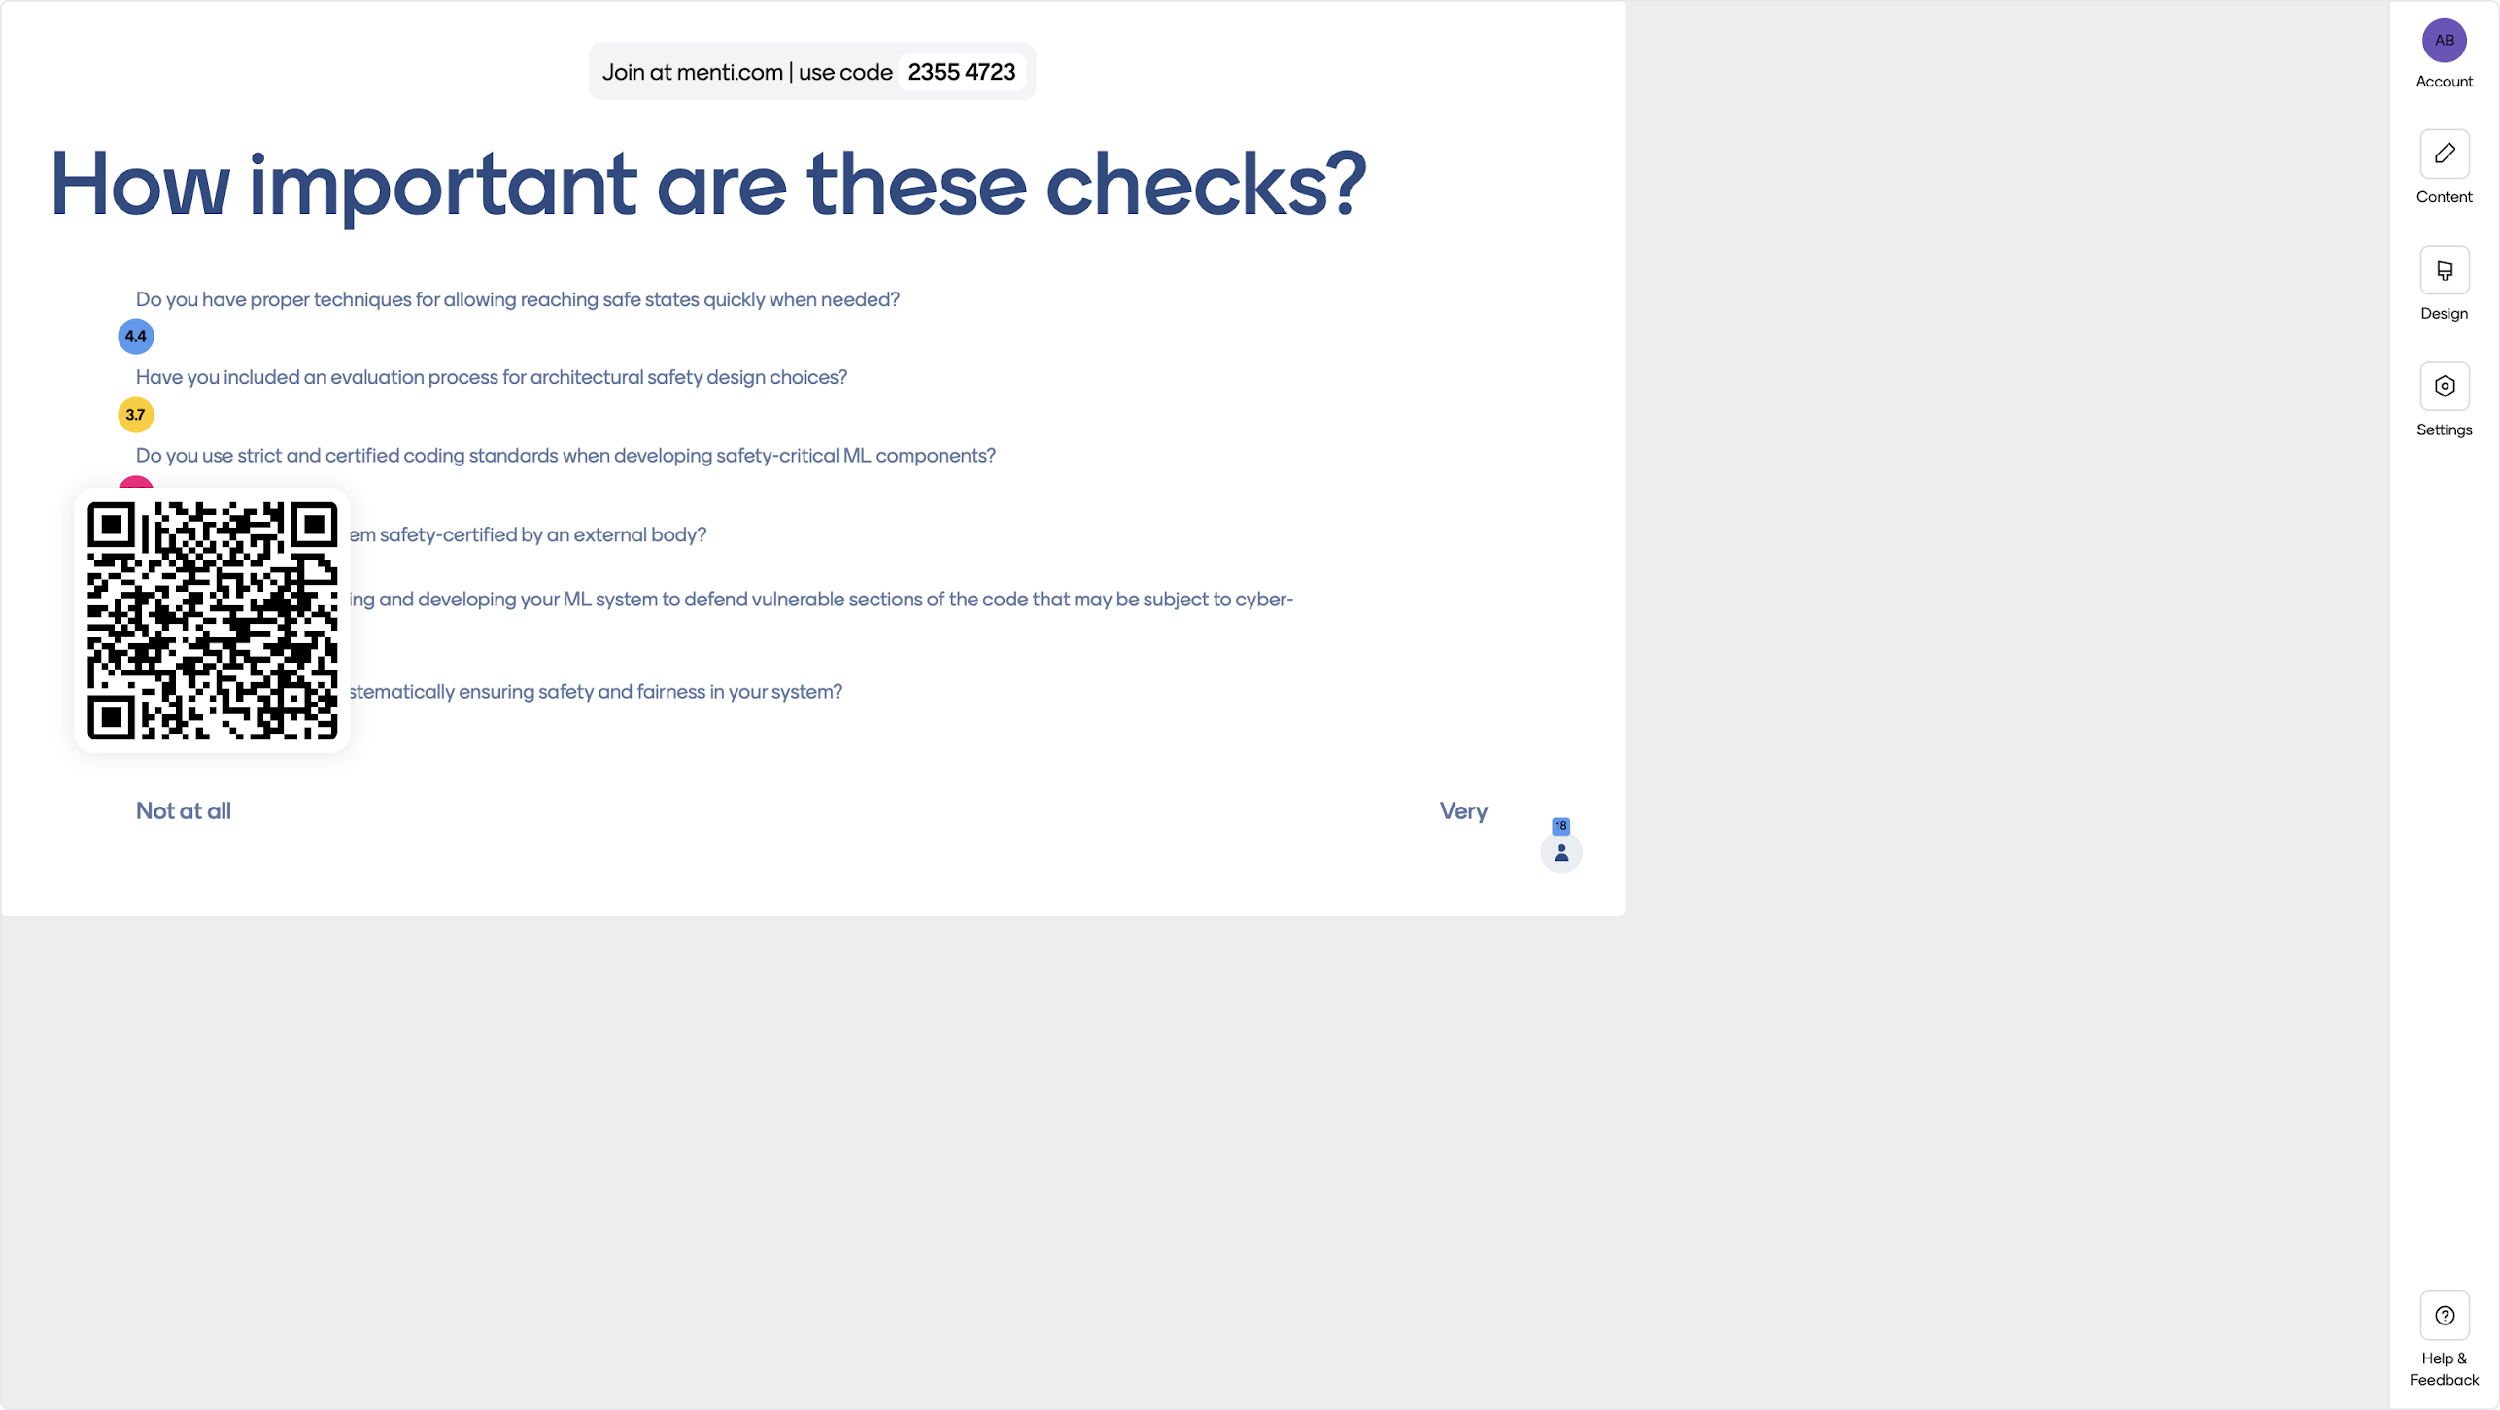 Join at menti.com | use code 2355 4723
How important are these checks?
Do you have proper techniques for allowing reaching safe states quickly when needed?
4.4
Have you included an evaluation process for architectural safety design choices?
3.7
Do you use strict and certified coding standards when developing safety-critical ML components?
em safety-certified by an external body?
ing and developing your ML system to defend vulnerable sections of the code that may be subject to cyber-
stematically ensuring safety and fairness in your system?
Not at all
Very
18
AB
Account
Content
Design
Settings
Help &
Feedback